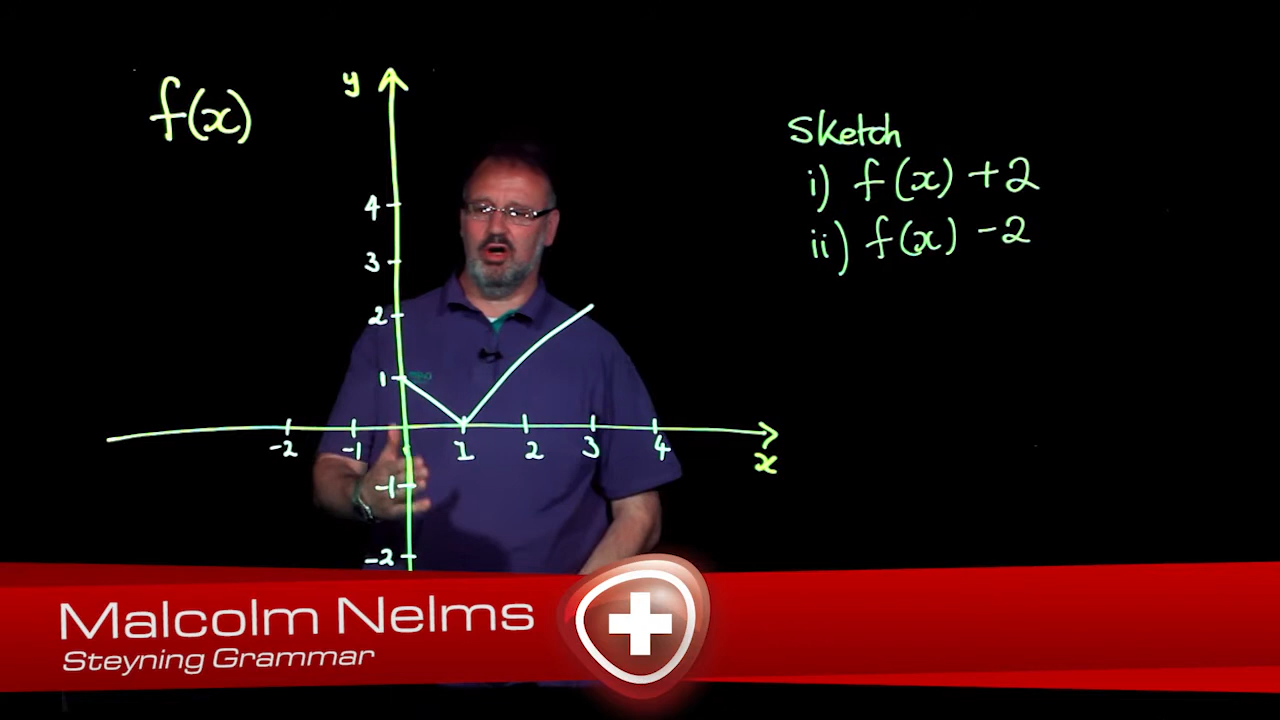 f(x)
y
4
3
2
1
-2 -1 1 2 3 4
x
-1
-2
Sketch
i) f(x) +2
ii) f(x) -2
Malcolm Nelms
Steyning Grammar